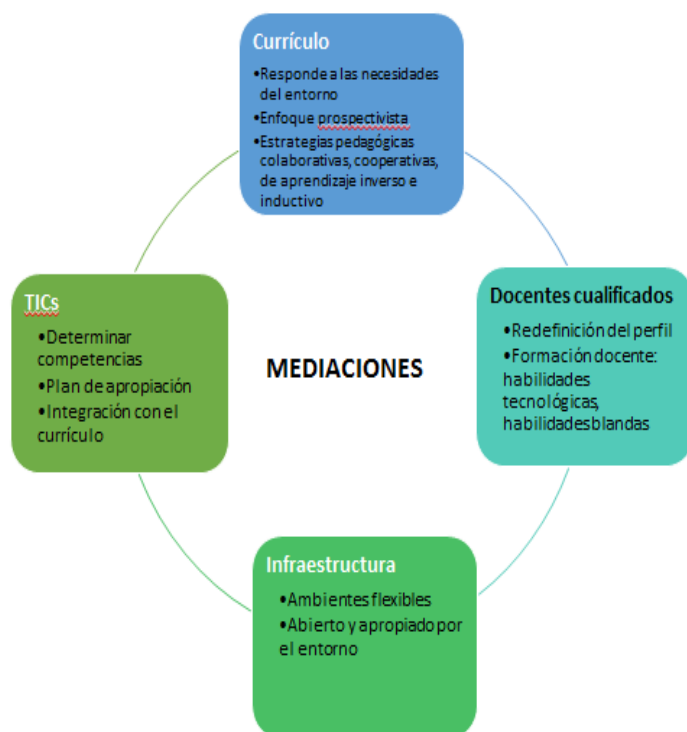 Currículo
•Responde a las necesidades
del entorno
•Enfoque prospectivista
•Estrategias pedagógicas
colaborativas, cooperativas,
de aprendizaje inverso e
inductivo
TICs
•Determinar
competencias
•Plan de apropiación
•Integración con el
currículo
MEDIACIONES
Docentes cualificados
•Redefinición del perfil
•Formación docente:
habilidades
tecnológicas,
habilidades blandas
Infraestructura
•Ambientes flexibles
•Abierto y apropiado por
el entorno